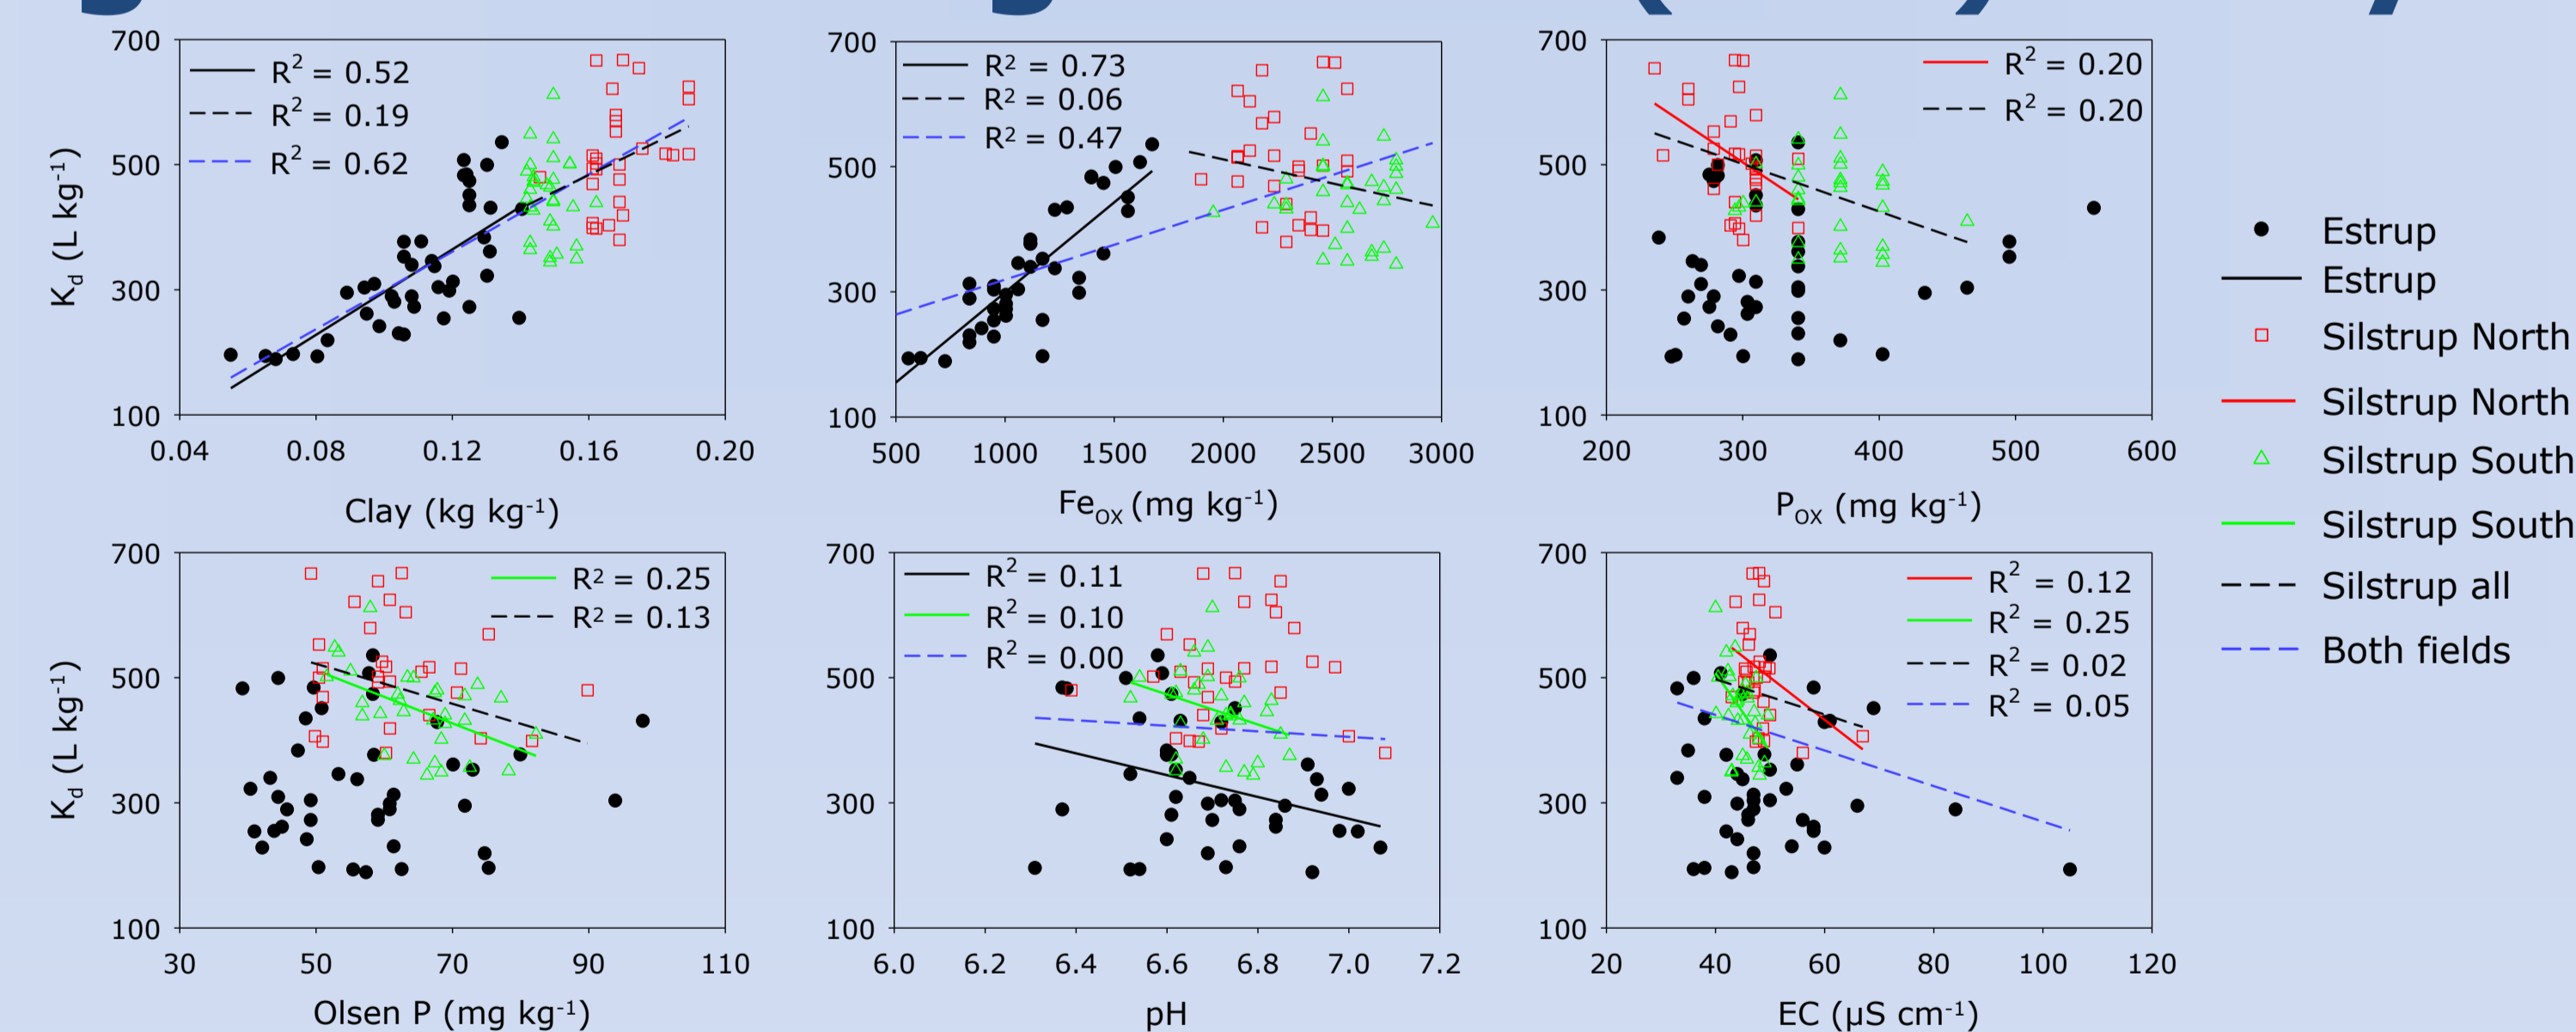 700
500
300
100
K_d (L kg⁻¹)
R² = 0.52
R² = 0.19
R² = 0.62
0.04 0.08 0.12 0.16 0.20
Clay (kg kg⁻¹)
700
500
300
100
R² = 0.73
R² = 0.06
R² = 0.47
500 1000 1500 2000 2500 3000
Fe_OX (mg kg⁻¹)
700
500
300
100
R² = 0.20
R² = 0.20
200 300 400 500 600
P_OX (mg kg⁻¹)
700
500
300
100
K_d (L kg⁻¹)
R² = 0.25
R² = 0.13
30 50 70 90 110
Olsen P (mg kg⁻¹)
700
500
300
100
R² = 0.11
R² = 0.10
R² = 0.00
6.0 6.2 6.4 6.6 6.8 7.0 7.2
pH
700
500
300
100
R² = 0.12
R² = 0.25
R² = 0.02
R² = 0.05
20 40 60 80 100 120
EC (µS cm⁻¹)
Estrup
Estrup
Silstrup North
Silstrup North
Silstrup South
Silstrup South
Silstrup all
Both fields